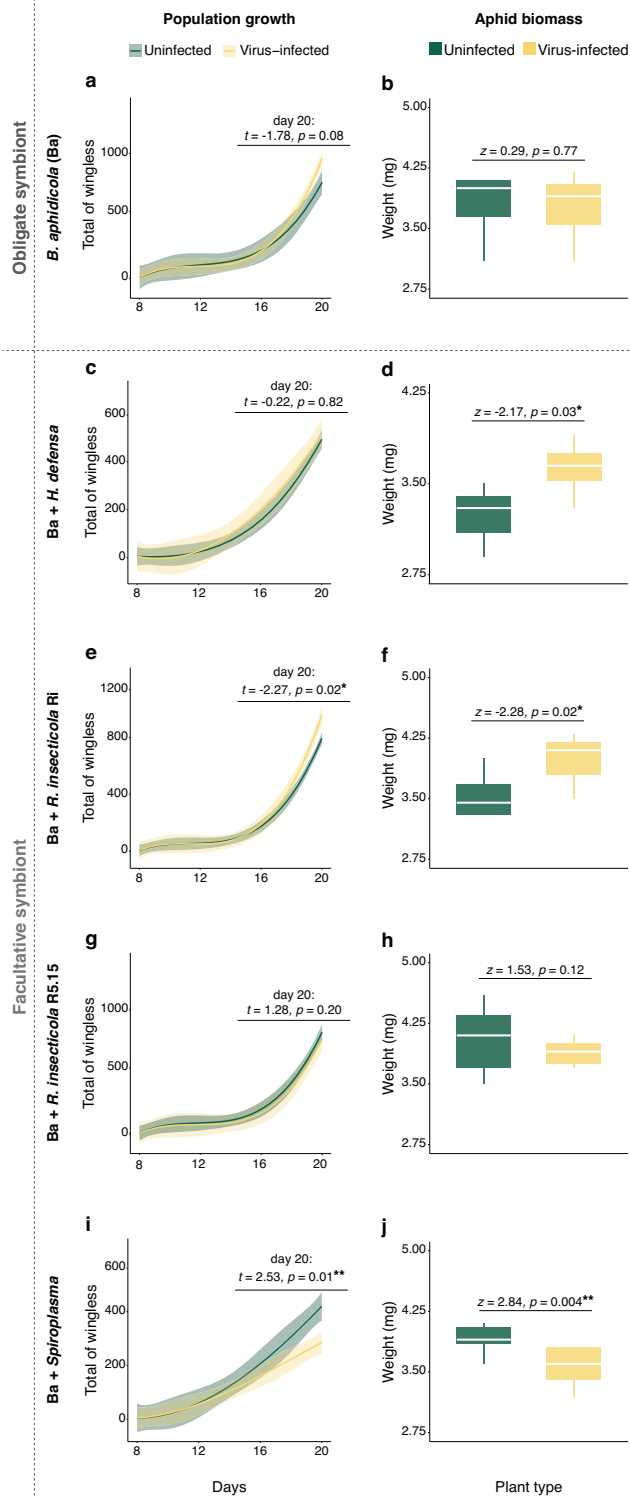 Population growth
Aphid biomass
Uninfected Virus–infected
Uninfected Virus-infected
Obligate symbiont
Facultative symbiont
B. aphidicola (Ba)
a
day 20:
t = -1.78, p = 0.08
Total of wingless
1000
500
0
8 12 16 20
b
z = 0.29, p = 0.77
Weight (mg)
5.00
4.25
3.50
2.75
Ba + H. defensa
c
day 20:
t = -0.22, p = 0.82
Total of wingless
600
400
200
0
8 12 16 20
d
z = -2.17, p = 0.03*
Weight (mg)
4.25
3.50
2.75
Ba + R. insecticola Ri
e
day 20:
t = -2.27, p = 0.02*
Total of wingless
1200
800
400
0
8 12 16 20
f
z = -2.28, p = 0.02*
Weight (mg)
5.00
4.25
3.50
2.75
Ba + R. insecticola R5.15
g
day 20:
t = 1.28, p = 0.20
Total of wingless
1000
500
0
8 12 16 20
h
z = 1.53, p = 0.12
Weight (mg)
5.00
4.25
3.50
2.75
Ba + Spiroplasma
i
day 20:
t = 2.53, p = 0.01**
Total of wingless
600
400
200
0
8 12 16 20
Days
j
z = 2.84, p = 0.004**
Weight (mg)
5.00
4.25
3.50
2.75
Plant type